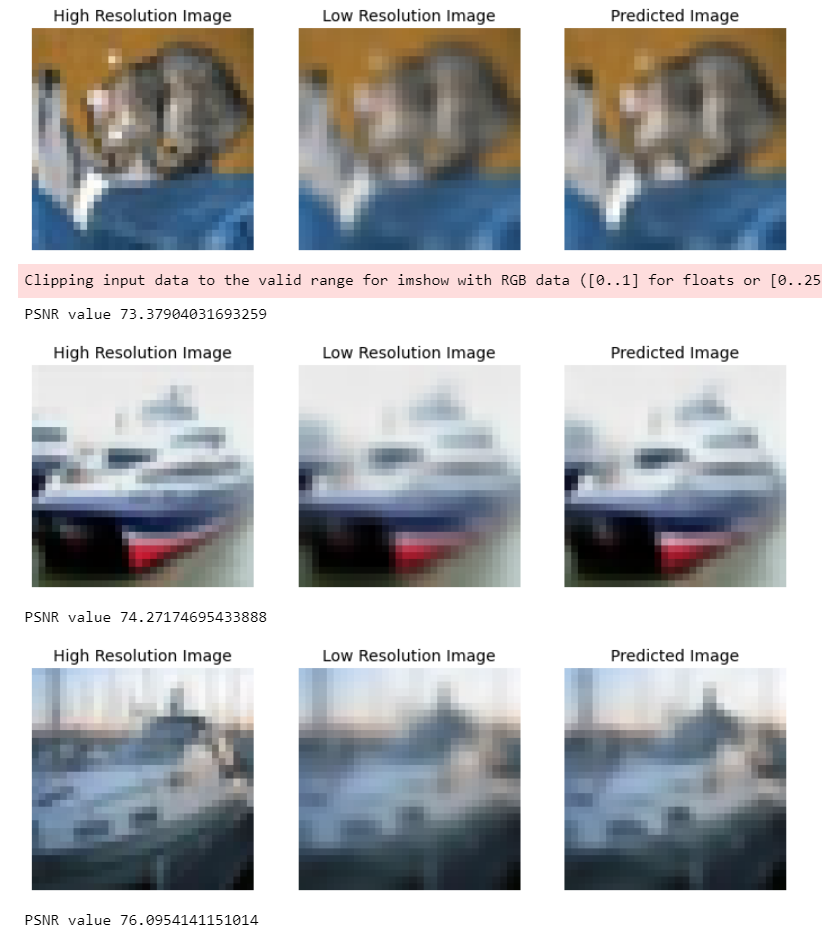 High Resolution Image Low Resolution Image Predicted Image
Clipping input data to the valid range for imshow with RGB data ([0..1] for floats or [0..25
PSNR value 73.37904031693259
High Resolution Image Low Resolution Image Predicted Image
PSNR value 74.27174695433888
High Resolution Image Low Resolution Image Predicted Image
PSNR value 76.0954141151014